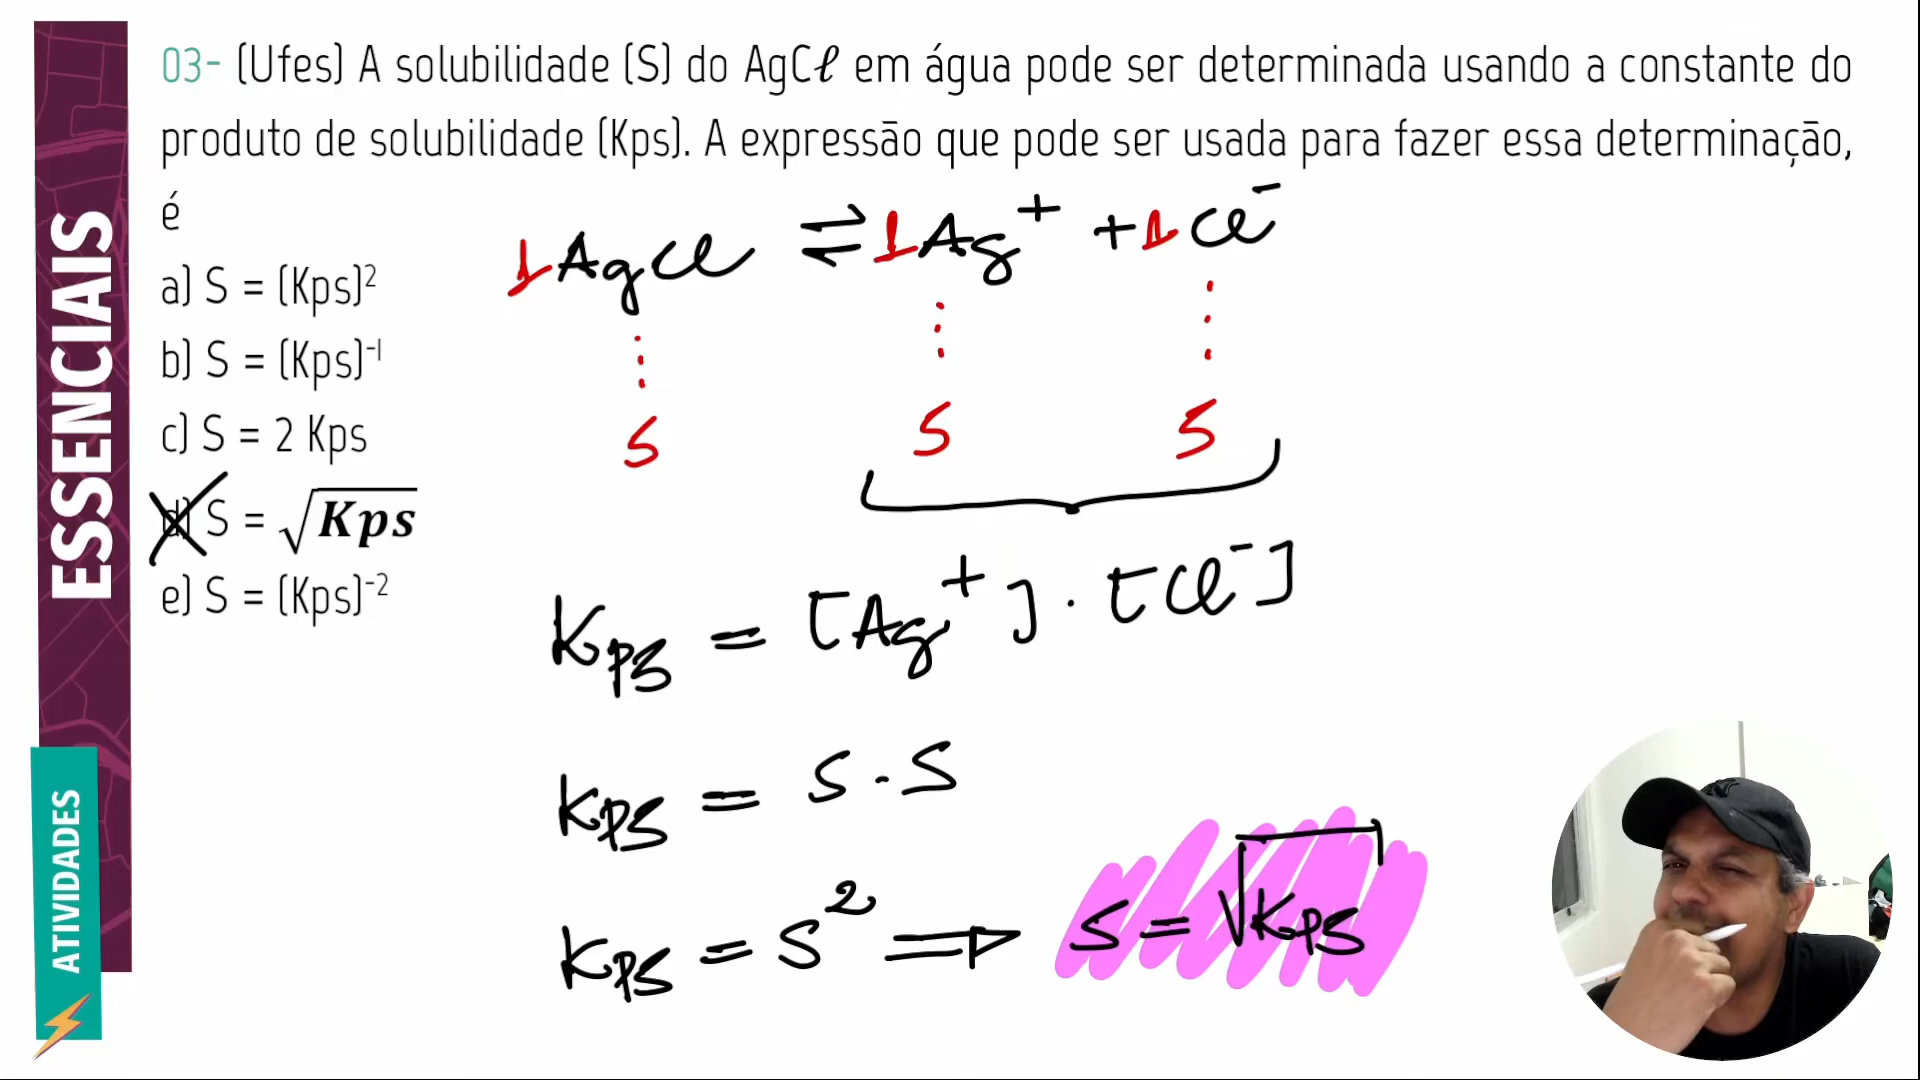 ESSENCIAIS
ATIVIDADES
03- (Ufes) A solubilidade (S) do AgCℓ em água pode ser determinada usando a constante do
produto de solubilidade (Kps). A expressão que pode ser usada para fazer essa determinação,
é
a) S = (Kps)²
b) S = (Kps)⁻¹
c) S = 2 Kps
d) S = √Kps
e) S = (Kps)⁻²
1AgCl ⇌ 1Ag⁺ + 1Cl⁻
S S S
Kps = [Ag⁺] · [Cl⁻]
Kps = S · S
Kps = S² ⟹ S = √Kps